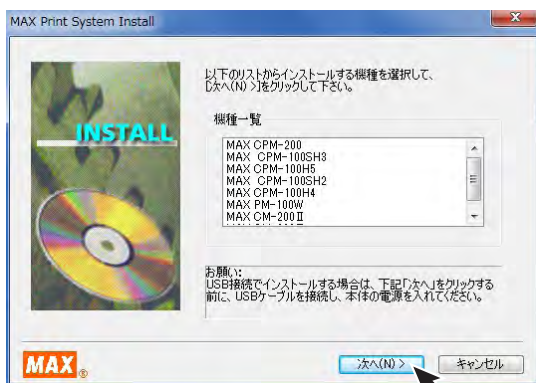 MAX Print System Install
INSTALL
以下のリストからインストールする機種を選択して、
[次へ(N) >]をクリックして下さい。
機種一覧
MAX CPM-200
MAX CPM-100SH3
MAX CPM-100H5
MAX CPM-100SH2
MAX CPM-100H4
MAX PM-100W
MAX CM-200Ⅱ
お願い:
USB接続でインストールする場合は、下記「次へ」をクリックする
前に、USBケーブルを接続し、本体の電源を入れてください。
MAX®
次へ(N) >
キャンセル